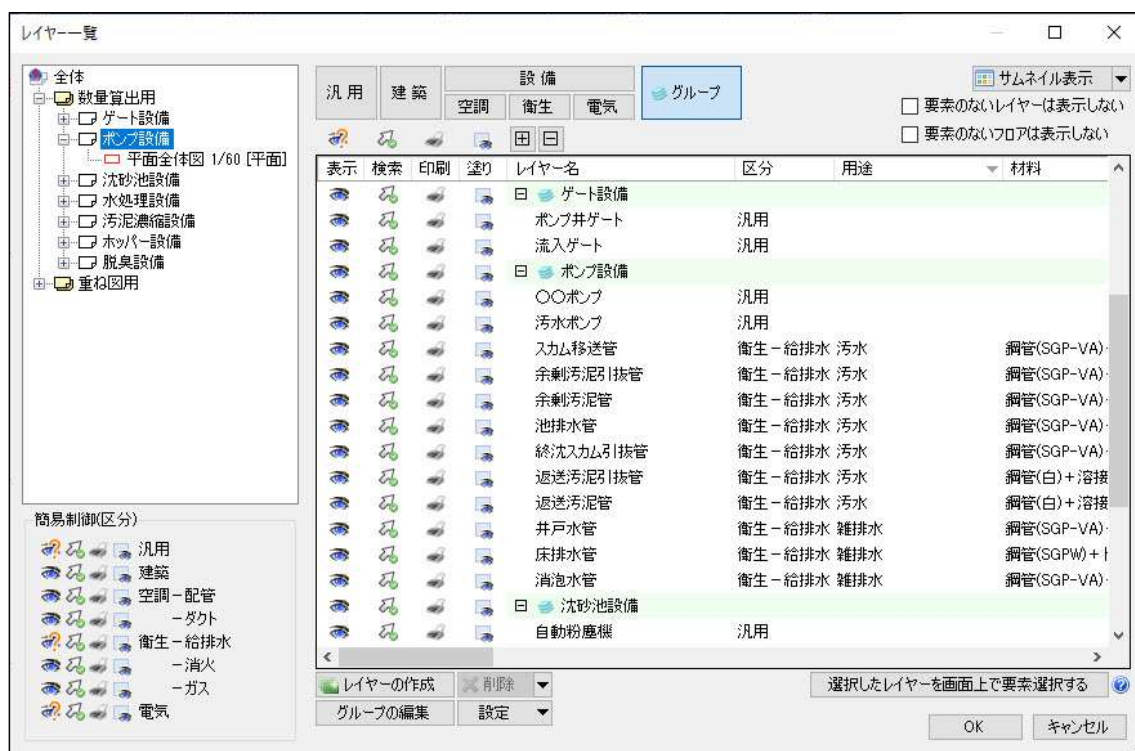 レイヤー一覧
全体
数量算出用
ゲート設備
ポンプ設備
平面全体図 1/60 [平面]
沈砂池設備
水処理設備
汚泥濃縮設備
ホッパー設備
脱臭設備
重ね図用
簡易制御(区分)
汎用
建築
空調－配管
－ダクト
衛生－給排水
－消火
－ガス
電気
汎用 建築 設備 グループ
空調 衛生 電気
サムネイル表示
要素のないレイヤーは表示しない
要素のないフロアは表示しない
表示 検索 印刷 塗り レイヤー名 区分 用途 材料
ゲート設備
ポンプ井ゲート 汎用
流入ゲート 汎用
ポンプ設備
〇〇ポンプ 汎用
汚水ポンプ 汎用
スカム移送管 衛生－給排水 汚水 鋼管(SGP-VA)
余剰汚泥引抜管 衛生－給排水 汚水 鋼管(SGP-VA)
余剰汚泥管 衛生－給排水 汚水 鋼管(SGP-VA)
池排水管 衛生－給排水 汚水 鋼管(SGP-VA)
終沈スカム引抜管 衛生－給排水 汚水 鋼管(SGP-VA)
返送汚泥引抜管 衛生－給排水 汚水 鋼管(白)+溶接
返送汚泥管 衛生－給排水 汚水 鋼管(白)+溶接
井戸水管 衛生－給排水 雑排水 鋼管(SGP-VA)
床排水管 衛生－給排水 雑排水 鋼管(SGPW)+
消泡水管 衛生－給排水 雑排水 鋼管(SGP-VA)
沈砂池設備
自動粉塵機 汎用
レイヤーの作成 削除 選択したレイヤーを画面上で要素選択する
グループの編集 設定
OK キャンセル